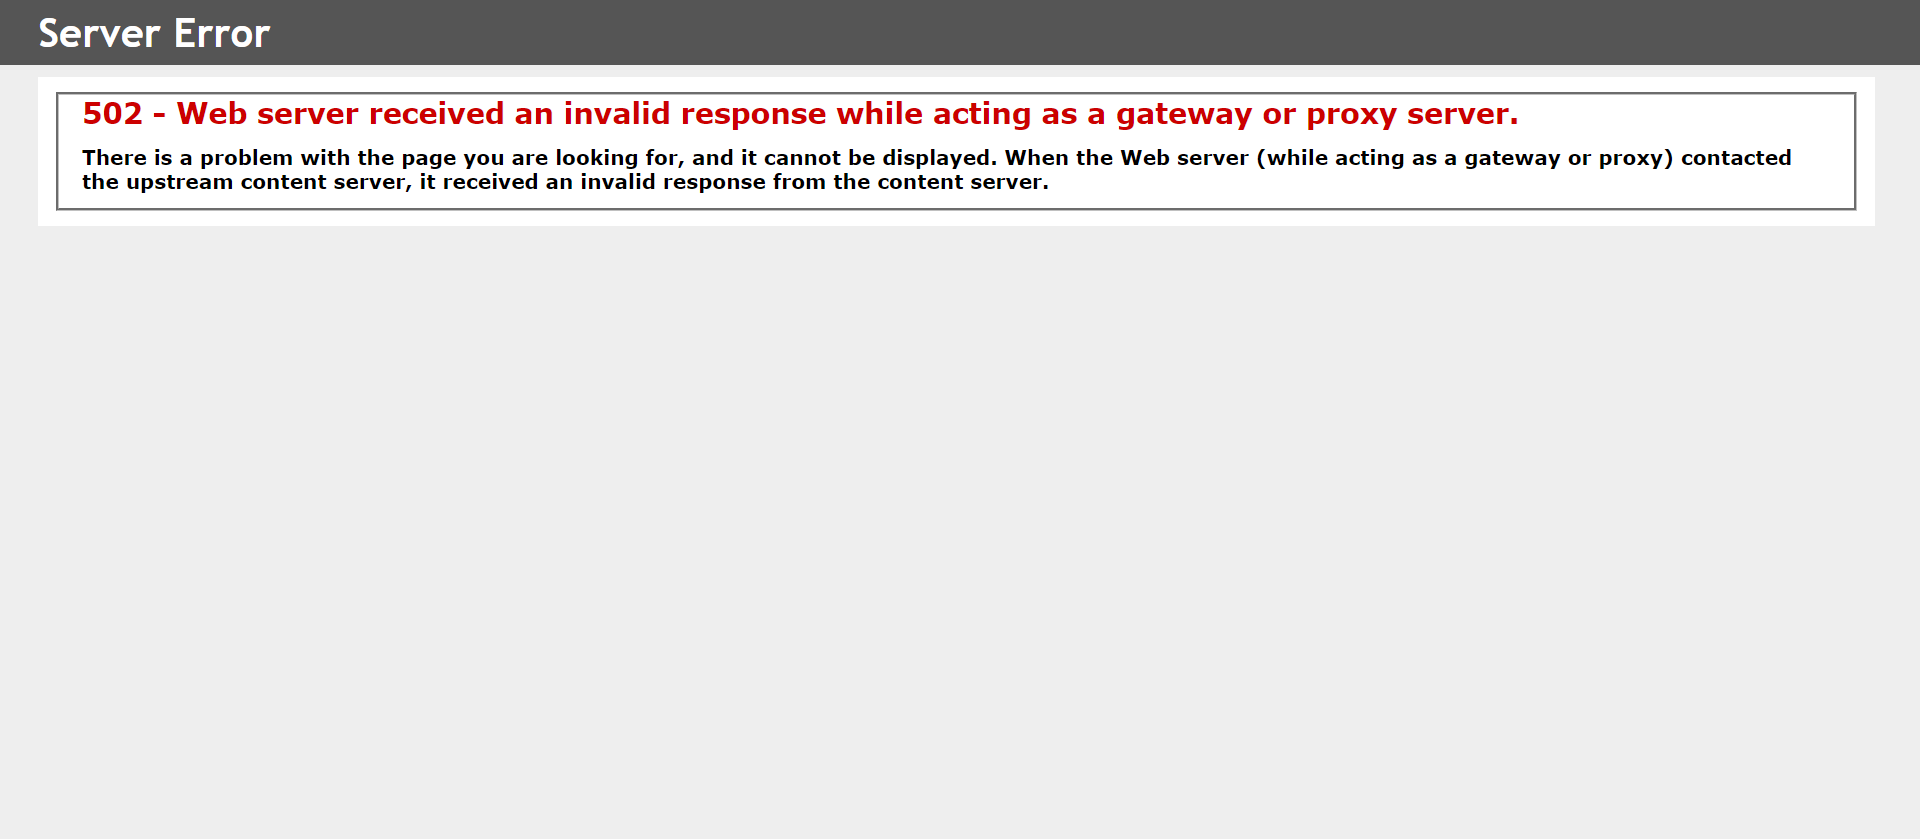 Server Error
502 - Web server received an invalid response while acting as a gateway or proxy server.
There is a problem with the page you are looking for, and it cannot be displayed. When the Web server (while acting as a gateway or proxy) contacted
the upstream content server, it received an invalid response from the content server.